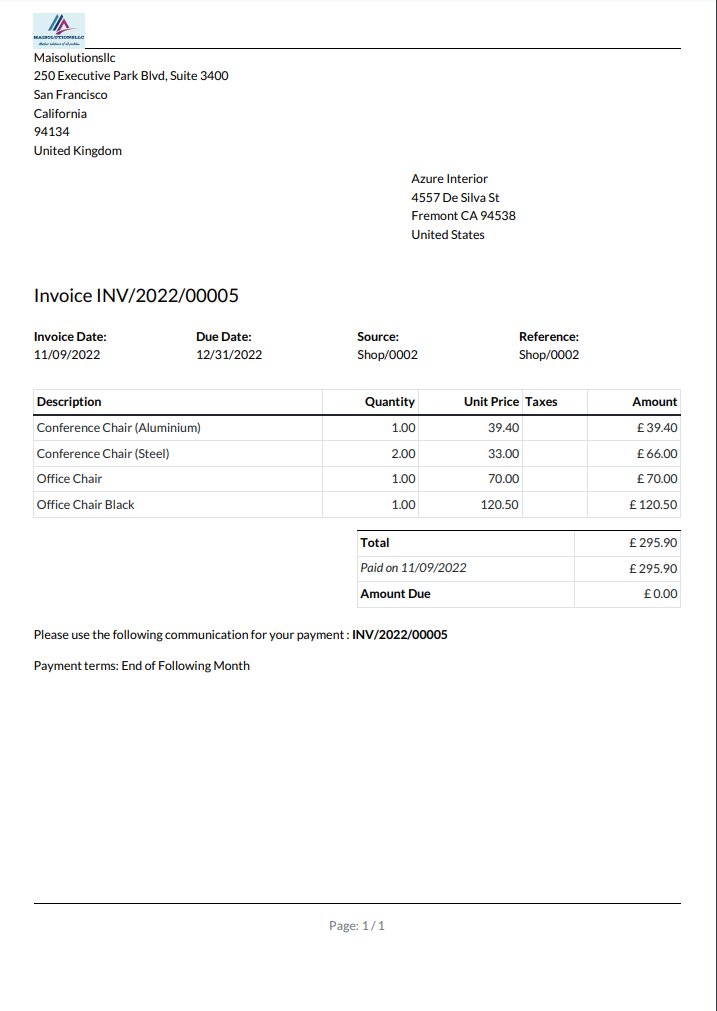 MAISOLUTIONSLLC
Maisolutionsllc
250 Executive Park Blvd, Suite 3400
San Francisco
California
94134
United Kingdom
Azure Interior
4557 De Silva St
Fremont CA 94538
United States
Invoice INV/2022/00005
Invoice Date: Due Date: Source: Reference:
11/09/2022 12/31/2022 Shop/0002 Shop/0002
Description Quantity Unit Price Taxes Amount
Conference Chair (Aluminium) 1.00 39.40 £ 39.40
Conference Chair (Steel) 2.00 33.00 £ 66.00
Office Chair 1.00 70.00 £ 70.00
Office Chair Black 1.00 120.50 £ 120.50
Total £ 295.90
Paid on 11/09/2022 £ 295.90
Amount Due £ 0.00
Please use the following communication for your payment : INV/2022/00005
Payment terms: End of Following Month
Page: 1 / 1